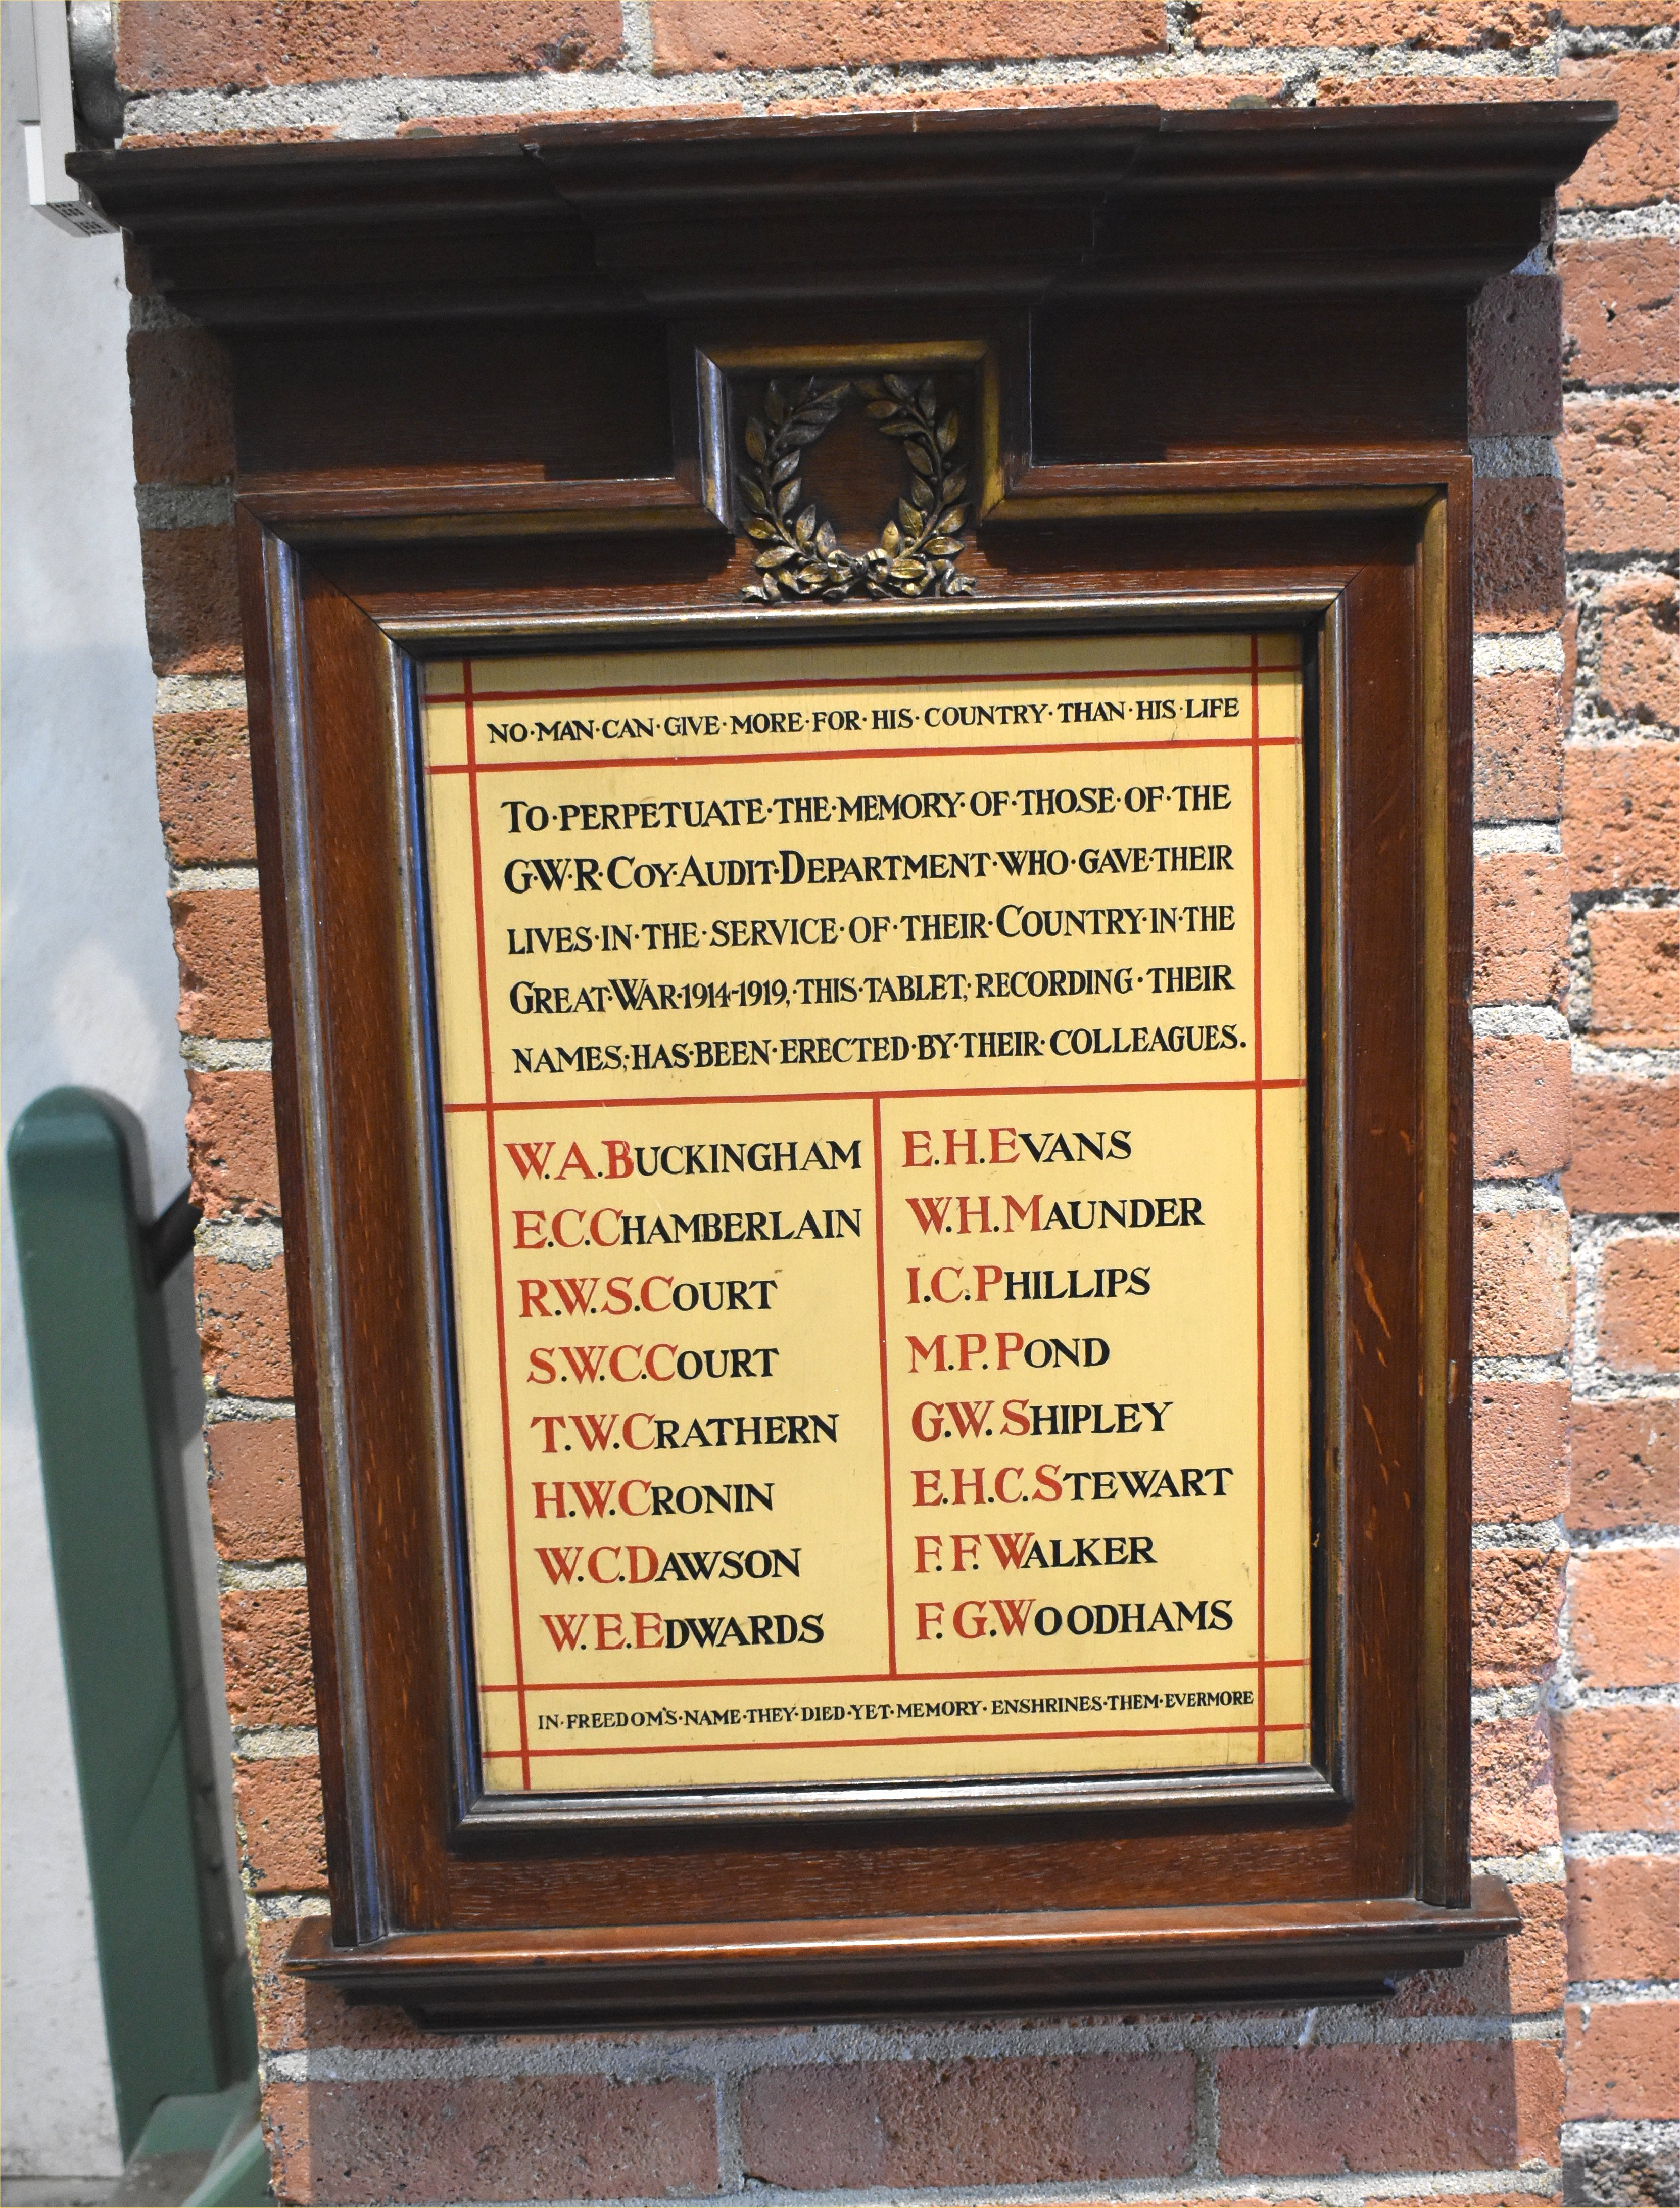 NO·MAN·CAN·GIVE·MORE·FOR·HIS·COUNTRY·THAN·HIS·LIFE
TO·PERPETUATE·THE·MEMORY·OF·THOSE·OF·THE
G·W·R·COY·AUDIT·DEPARTMENT·WHO·GAVE·THEIR
LIVES·IN·THE·SERVICE·OF·THEIR·COUNTRY·IN·THE
GREAT·WAR·1914-1919,·THIS·TABLET,·RECORDING·THEIR
NAMES,·HAS·BEEN·ERECTED·BY·THEIR·COLLEAGUES.
W.A.BUCKINGHAM
E.C.CHAMBERLAIN
R.W.S.COURT
S.W.C.COURT
T.W.CRATHERN
H.W.CRONIN
W.C.DAWSON
W.E.EDWARDS
E.H.EVANS
W.H.MAUNDER
I.C.PHILLIPS
M.P.POND
G.W.SHIPLEY
E.H.C.STEWART
F.F.WALKER
F.G.WOODHAMS
IN·FREEDOM'S·NAME·THEY·DIED·YET·MEMORY·ENSHRINES·THEM·EVERMORE